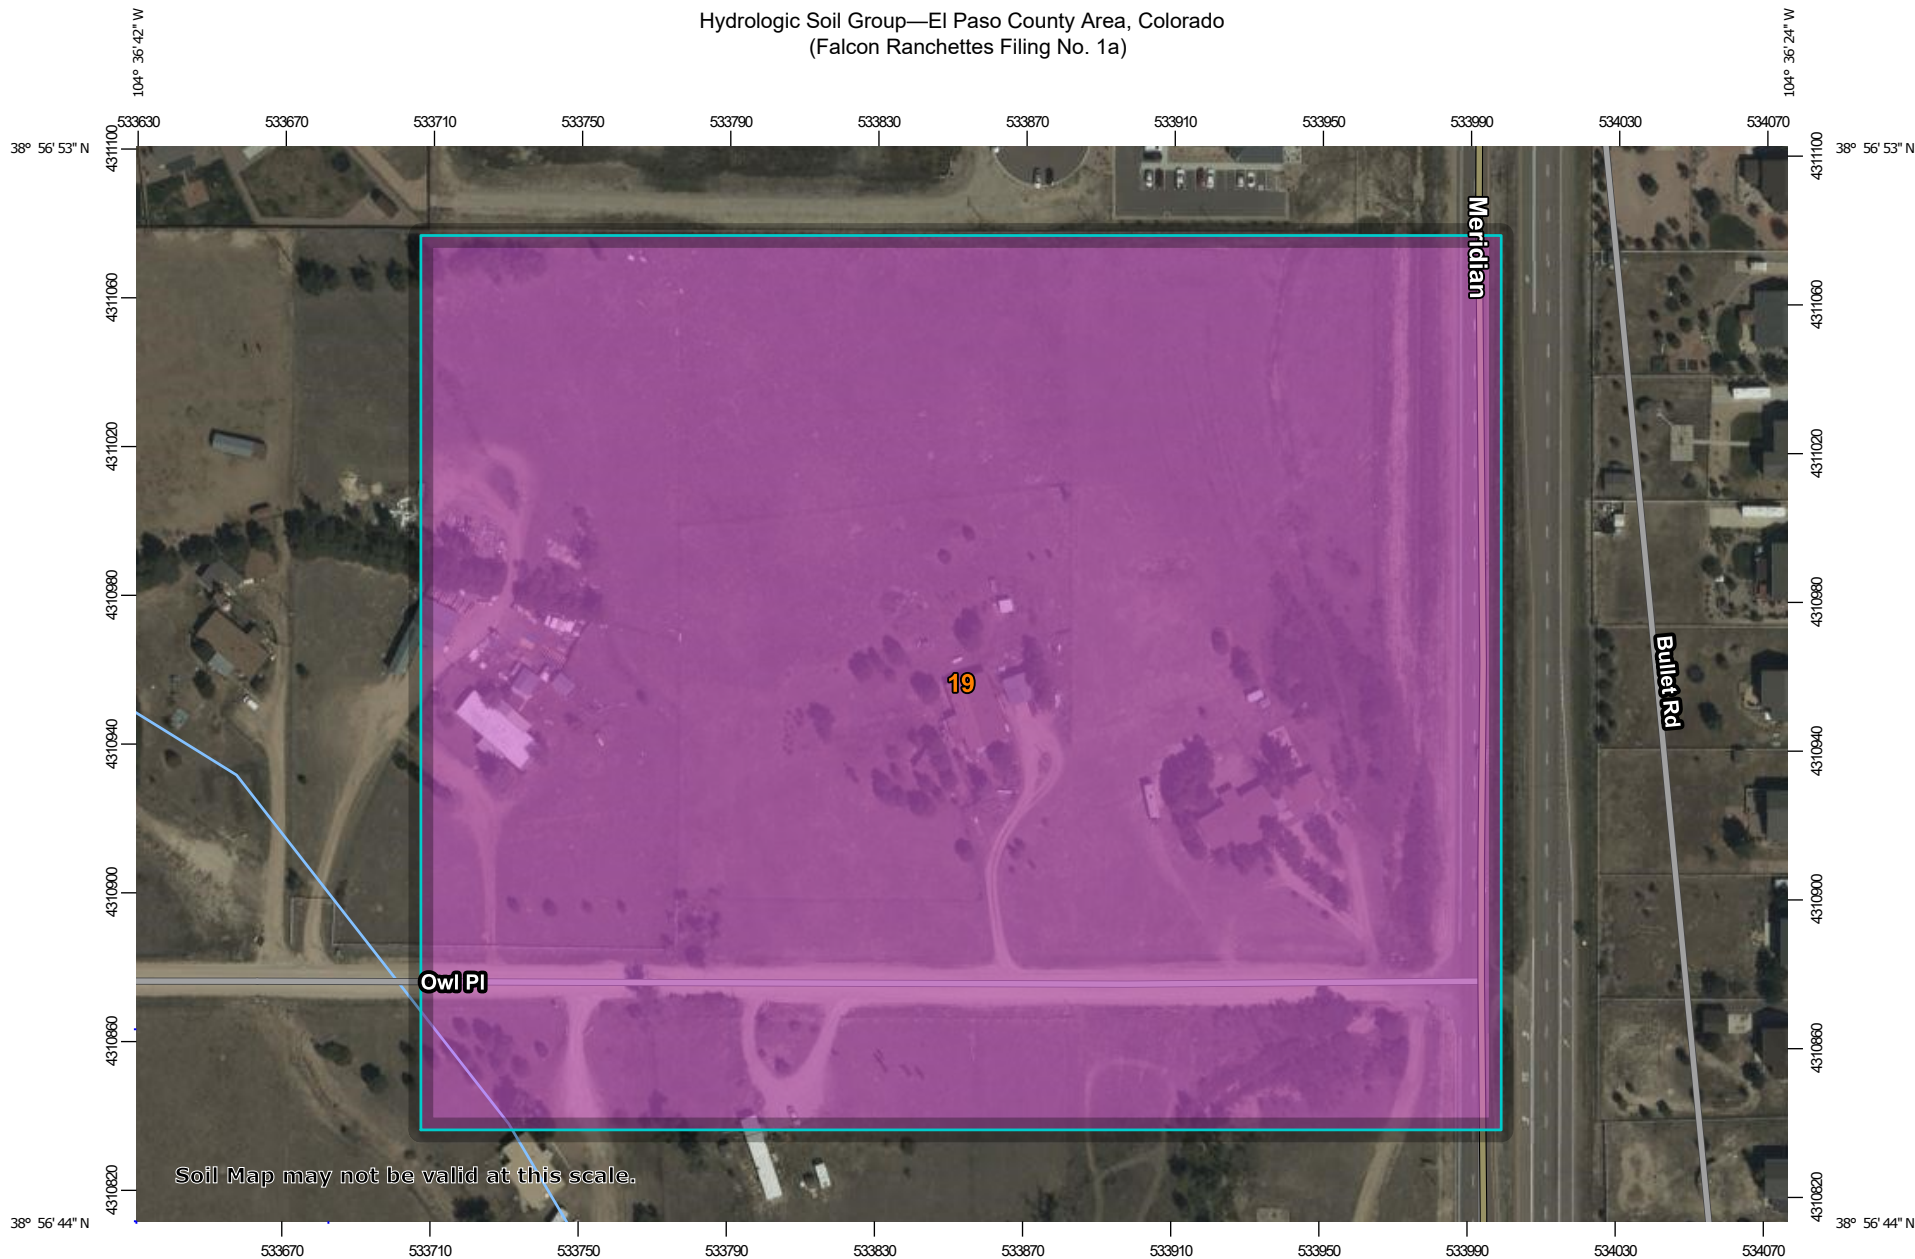 Hydrologic Soil Group—El Paso County Area, Colorado
(Falcon Ranchettes Filing No. 1a)
104° 36' 42" W
104° 36' 24" W
533630 533670 533710 533750 533790 533830 533870 533910 533950 533990 534030 534070
38° 56' 53" N
38° 56' 53" N
4311100
4311100
Meridian
4311060
4311060
4311020
4311020
4310980
4310980
Bullet Rd
19
4310940
4310940
4310900
4310900
Owl Pl
4310860
4310860
Soil Map may not be valid at this scale.
4310820
4310820
38° 56' 44" N
38° 56' 44" N
533670 533710 533750 533790 533830 533870 533910 533950 533990 534030 534070